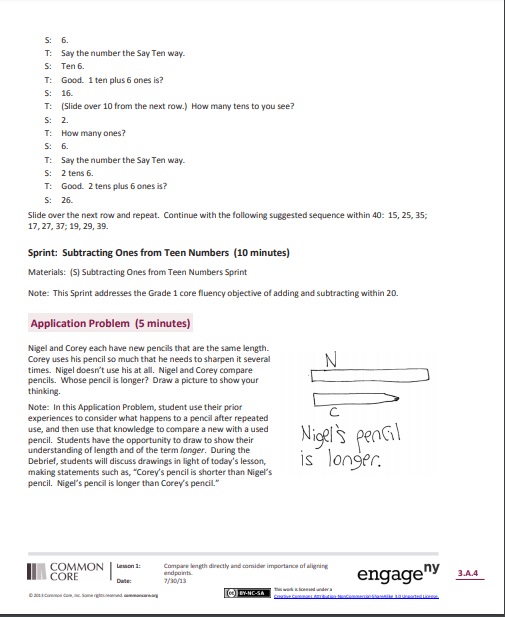 S: 6.
T: Say the number the Say Ten way.
S: Ten 6.
T: Good. 1 ten plus 6 ones is?
S: 16.
T: (Slide over 10 from the next row.) How many tens to you see?
S: 2.
T: How many ones?
S: 6.
T: Say the number the Say Ten way.
S: 2 tens 6.
T: Good. 2 tens plus 6 ones is?
S: 26.
Slide over the next row and repeat. Continue with the following suggested sequence within 40: 15, 25, 35;
17, 27, 37; 19, 29, 39.
Sprint: Subtracting Ones from Teen Numbers (10 minutes)
Materials: (S) Subtracting Ones from Teen Numbers Sprint
Note: This Sprint addresses the Grade 1 core fluency objective of adding and subtracting within 20.
Application Problem (5 minutes)
Nigel and Corey each have new pencils that are the same length.
Corey uses his pencil so much that he needs to sharpen it several
times. Nigel doesn't use his at all. Nigel and Corey compare
pencils. Whose pencil is longer? Draw a picture to show your
thinking.
Note: In this Application Problem, student use their prior
experiences to consider what happens to a pencil after repeated
use, and then use that knowledge to compare a new with a used
pencil. Students have the opportunity to draw to show their
understanding of length and of the term longer. During the
Debrief, students will discuss drawings in light of today's lesson,
making statements such as, "Corey's pencil is shorter than Nigel's
pencil. Nigel's pencil is longer than Corey's pencil."
N
C
Nigel's pencil
is longer.
COMMON
CORE
Lesson 1: Compare length directly and consider importance of aligning
endpoints.
Date: 7/30/13
engage ny
3.A.4
© 2013 Common Core, Inc. Some rights reserved. commoncore.org
(cc) BY-NC-SA
This work is licensed under a
Creative Commons Attribution-NonCommercial-ShareAlike 3.0 Unported License.